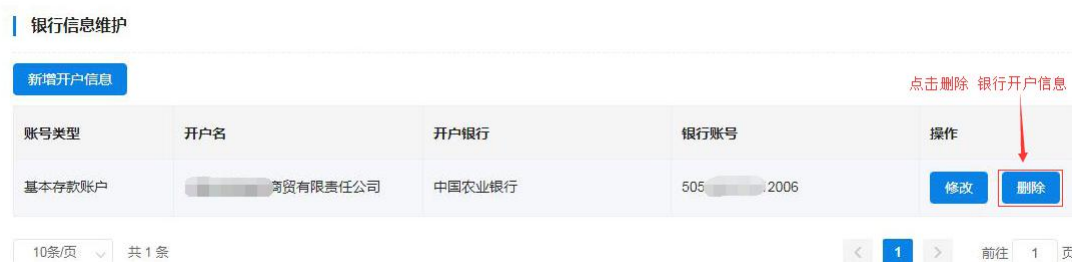 银行信息维护
新增开户信息
点击删除 银行开户信息
账号类型 开户名 开户银行 银行账号 操作
基本存款账户 商贸有限责任公司 中国农业银行 505 2006 修改 删除
10条/页 共 1 条 < 1 > 前往 1 页